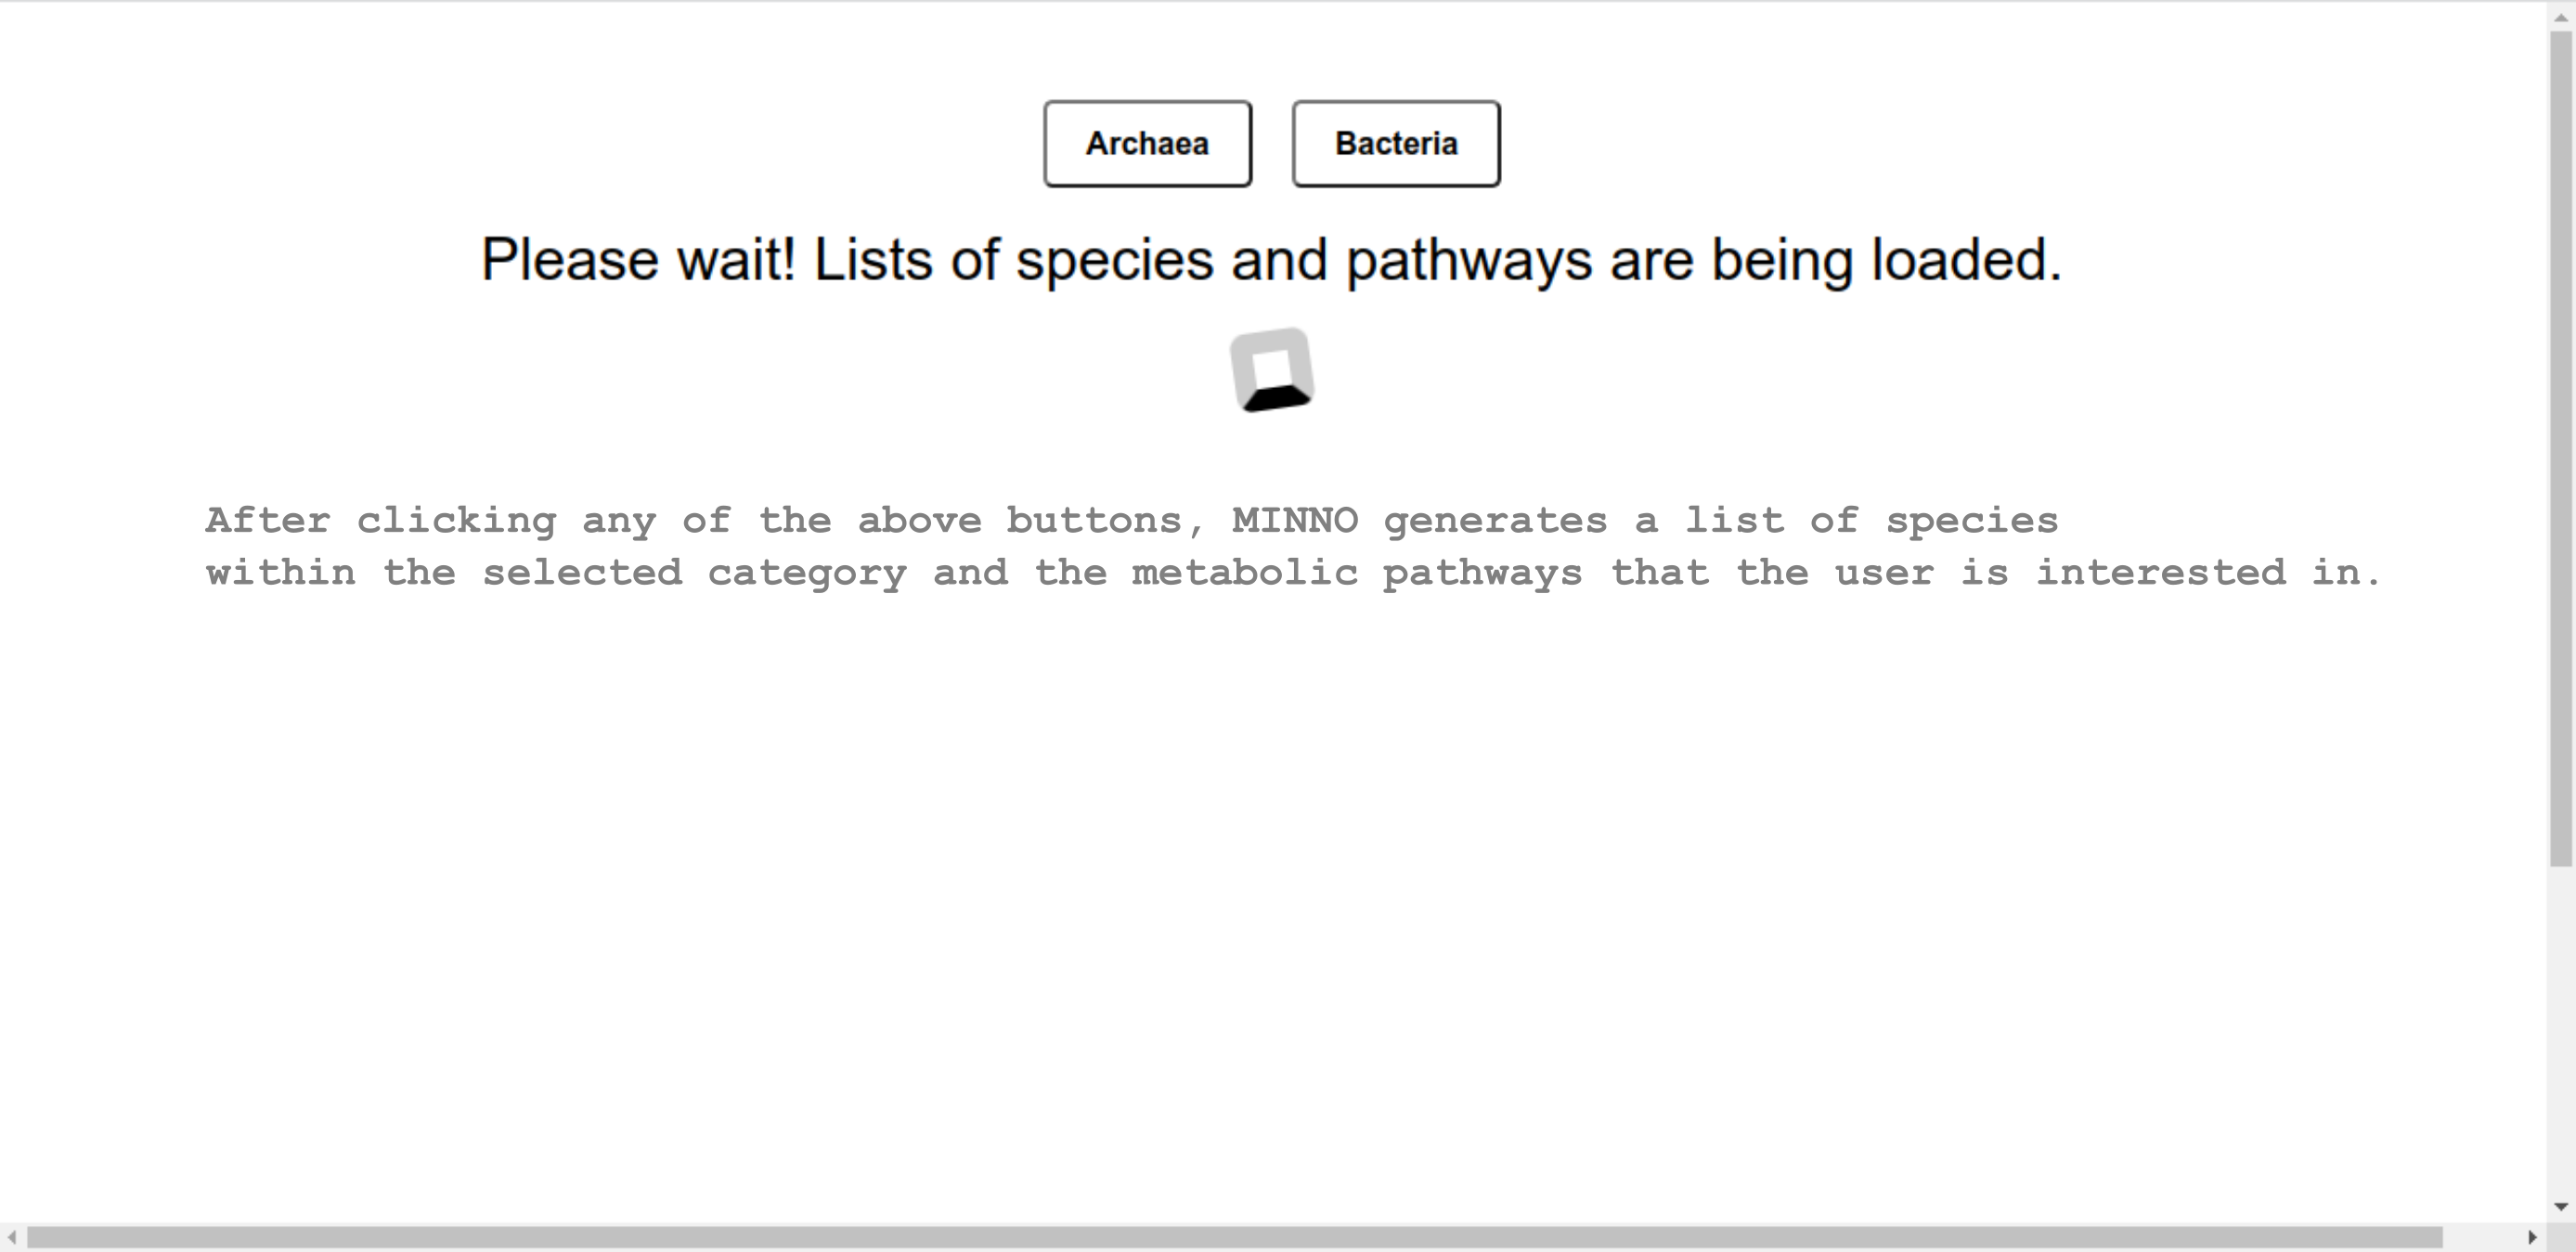 Archaea Bacteria
Please wait! Lists of species and pathways are being loaded.
After clicking any of the above buttons, MINNO generates a list of species
within the selected category and the metabolic pathways that the user is interested in.